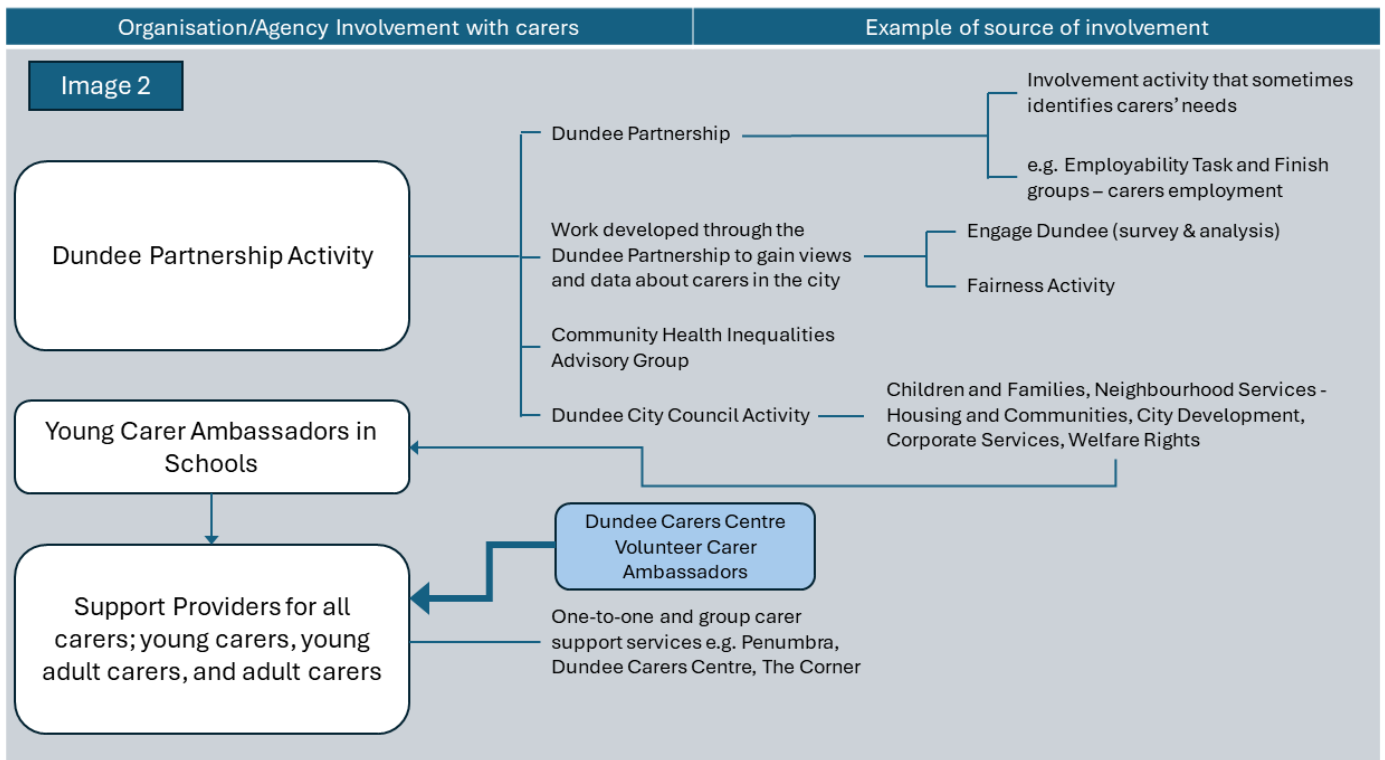 Organisation/Agency Involvement with carers
Example of source of involvement
Image 2
Dundee Partnership Activity
Dundee Partnership
Involvement activity that sometimes
identifies carers’ needs
e.g. Employability Task and Finish
groups – carers employment
Work developed through the
Dundee Partnership to gain views
and data about carers in the city
Engage Dundee (survey & analysis)
Fairness Activity
Community Health Inequalities
Advisory Group
Dundee City Council Activity
Children and Families, Neighbourhood Services -
Housing and Communities, City Development,
Corporate Services, Welfare Rights
Young Carer Ambassadors in
Schools
Dundee Carers Centre
Volunteer Carer
Ambassadors
Support Providers for all
carers; young carers, young
adult carers, and adult carers
One-to-one and group carer
support services e.g. Penumbra,
Dundee Carers Centre, The Corner